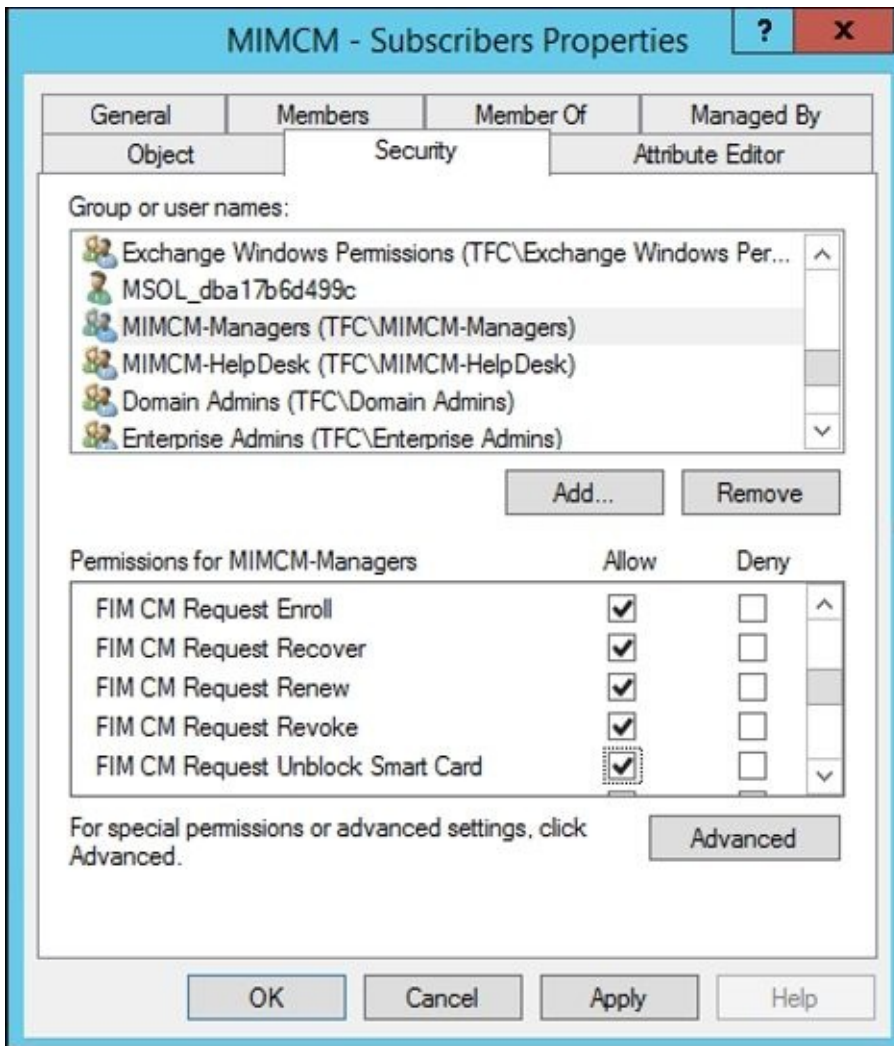 MIMCM - Subscribers Properties
?
x
General
Members
Member Of
Managed By
Object
Security
Attribute Editor
Group or user names:
Exchange Windows Permissions (TFC\Exchange Windows Per...
MSOL_dba17b6d499c
MIMCM-Managers (TFC\MIMCM-Managers)
MIMCM-HelpDesk (TFC\MIMCM-HelpDesk)
Domain Admins (TFC\Domain Admins)
Enterprise Admins (TFC\Enterprise Admins)
Add...
Remove
Permissions for MIMCM-Managers
Allow
Deny
FIM CM Request Enroll
FIM CM Request Recover
FIM CM Request Renew
FIM CM Request Revoke
FIM CM Request Unblock Smart Card
For special permissions or advanced settings, click
Advanced.
Advanced
OK
Cancel
Apply
Help